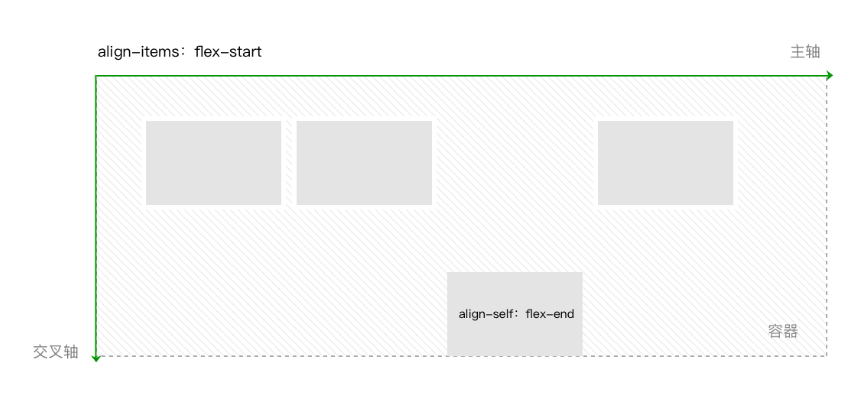 align-items：flex-start
主轴
align-self：flex-end
容器
交叉轴